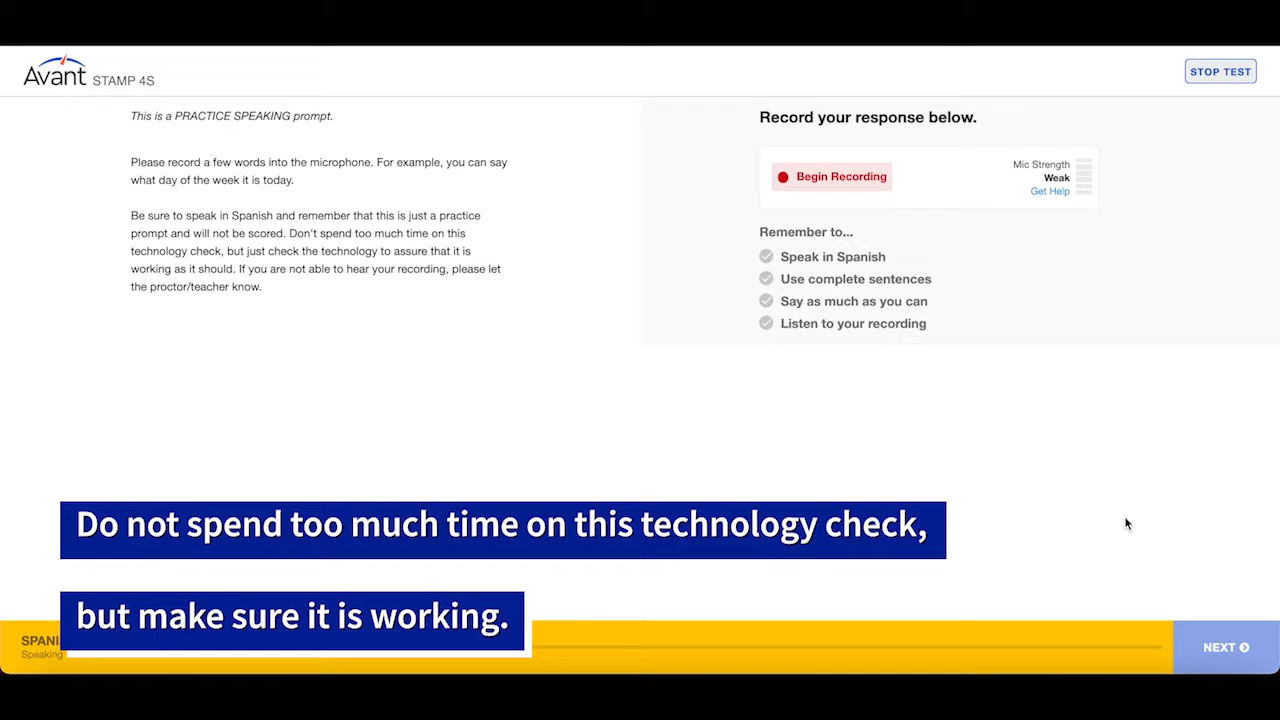 Avant STAMP 4S
STOP TEST
This is a PRACTICE SPEAKING prompt.
Please record a few words into the microphone. For example, you can say
what day of the week it is today.
Be sure to speak in Spanish and remember that this is just a practice
prompt and will not be scored. Don't spend too much time on this
technology check, but just check the technology to assure that it is
working as it should. If you are not able to hear your recording, please let
the proctor/teacher know.
Record your response below.
Begin Recording
Mic Strength
Weak
Get Help
Remember to...
Speak in Spanish
Use complete sentences
Say as much as you can
Listen to your recording
Do not spend too much time on this technology check,
but make sure it is working.
SPANI
Speaking
NEXT